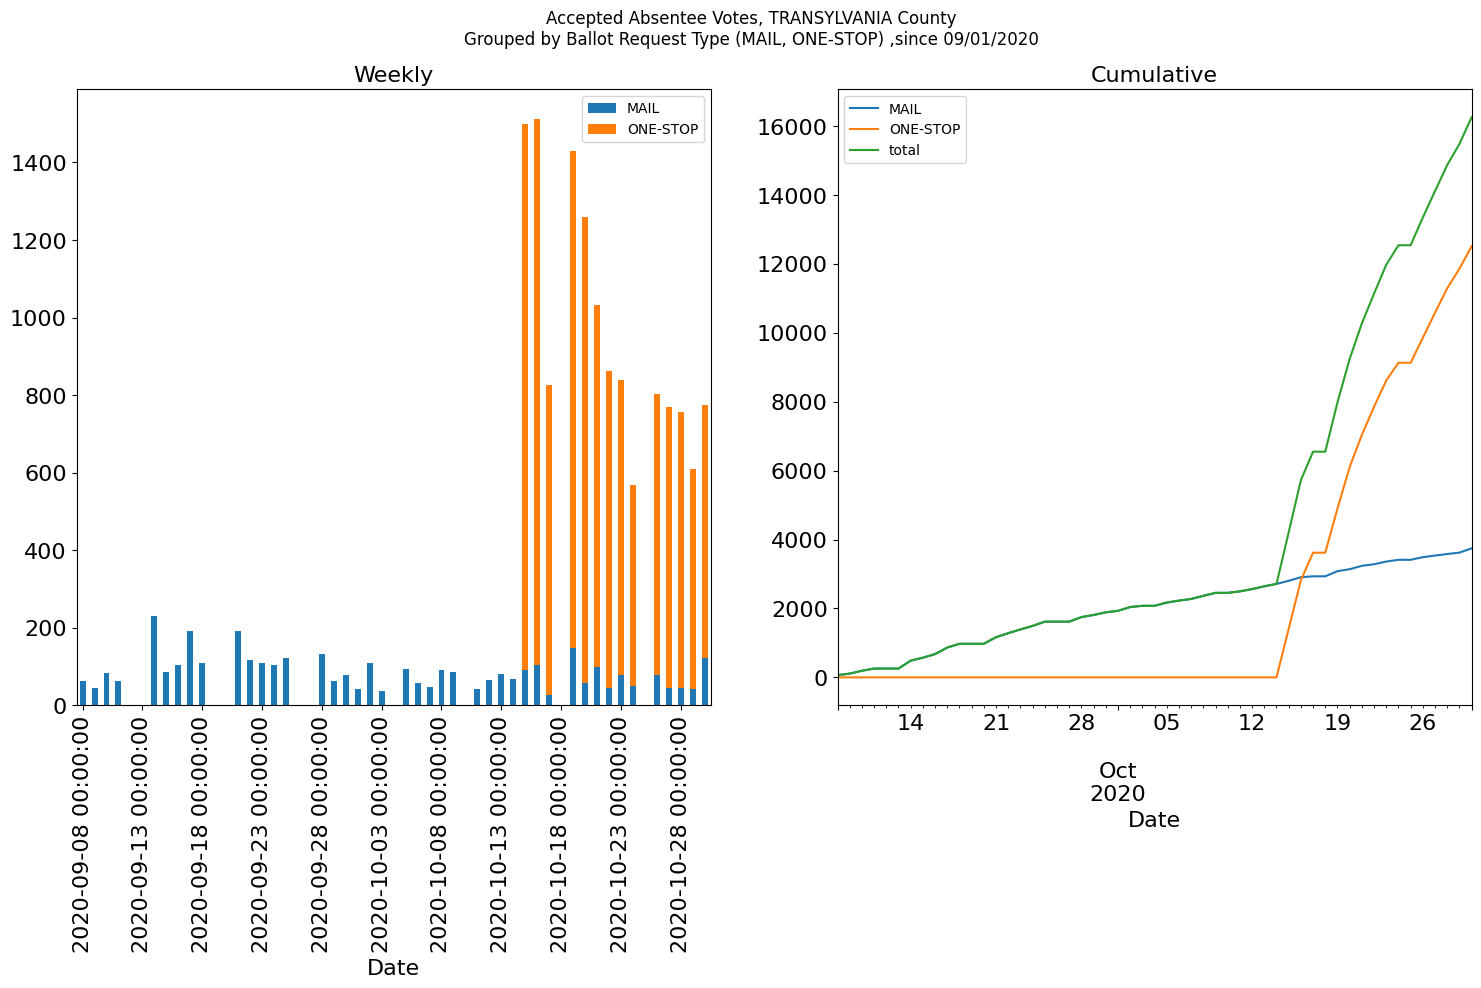 Accepted Absentee Votes, TRANSYLVANIA County
Grouped by Ballot Request Type (MAIL, ONE-STOP) ,since 09/01/2020
Weekly
MAIL
ONE-STOP
1400
1200
1000
800
600
400
200
0
2020-09-08 00:00:00
2020-09-13 00:00:00
2020-09-18 00:00:00
2020-09-23 00:00:00
2020-09-28 00:00:00
2020-10-03 00:00:00
2020-10-08 00:00:00
2020-10-13 00:00:00
2020-10-18 00:00:00
2020-10-23 00:00:00
2020-10-28 00:00:00
Date
Cumulative
MAIL
ONE-STOP
total
16000
14000
12000
10000
8000
6000
4000
2000
0
14 21 28 05 12 19 26
Oct
2020
Date